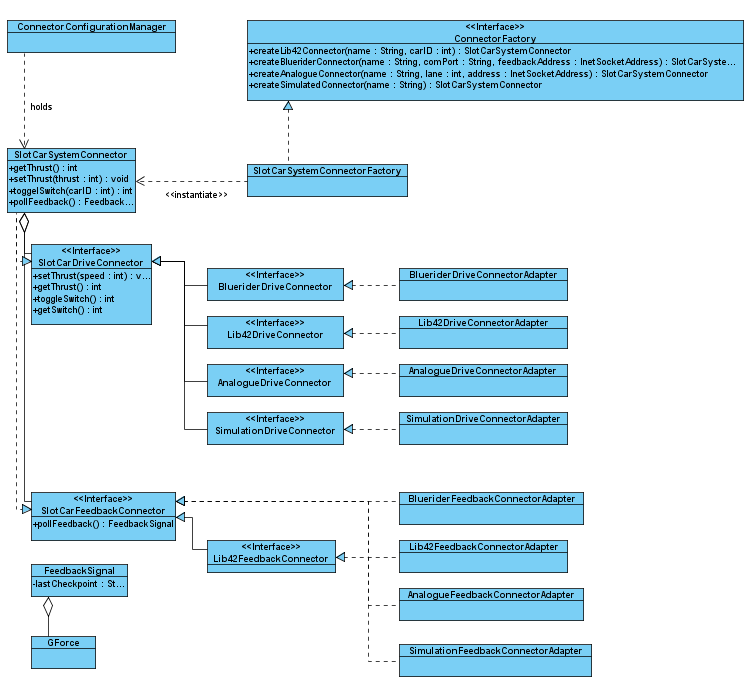 ConnectorConfigurationManager
<<Interface>>
ConnectorFactory
+createLib42Connector(name : String, carID : int) : SlotCarSystemConnector
+createBlueriderConnector(name : String, comPort : String, feedbackAddress : InetSocketAddress) : SlotCarSyste...
+createAnalogueConnector(name : String, lane : int, address : InetSocketAddress) : SlotCarSystemConnector
+createSimulatedConnector(name : String) : SlotCarSystemConnector
holds
SlotCarSystemConnector
+getThrust() : int
+setThrust(thrust : int) : void
+toggelSwitch(carID : int) : int
+pollFeedback() : Feedback...
SlotCarSystemConnectorFactory
<<instantiate>>
<<Interface>>
SlotCarDriveConnector
+setThrust(speed : int) : v...
+getThrust() : int
+toggleSwitch() : int
+getSwitch() : int
<<Interface>>
BlueriderDriveConnector
BlueriderDriveConnectorAdapter
<<Interface>>
Lib42DriveConnector
Lib42DriveConnectorAdapter
<<Interface>>
AnalogueDriveConnector
AnalogueDriveConnectorAdapter
<<Interface>>
SimulationDriveConnector
SimulationDriveConnectorAdapter
<<Interface>>
SlotCarFeedbackConnector
+pollFeedback() : FeedbackSignal
BlueriderFeedbackConnectorAdapter
<<Interface>>
Lib42FeedbackConnector
Lib42FeedbackConnectorAdapter
FeedbackSignal
-lastCheckpoint : St...
AnalogueFeedbackConnectorAdapter
GForce
SimulationFeedbackConnectorAdapter